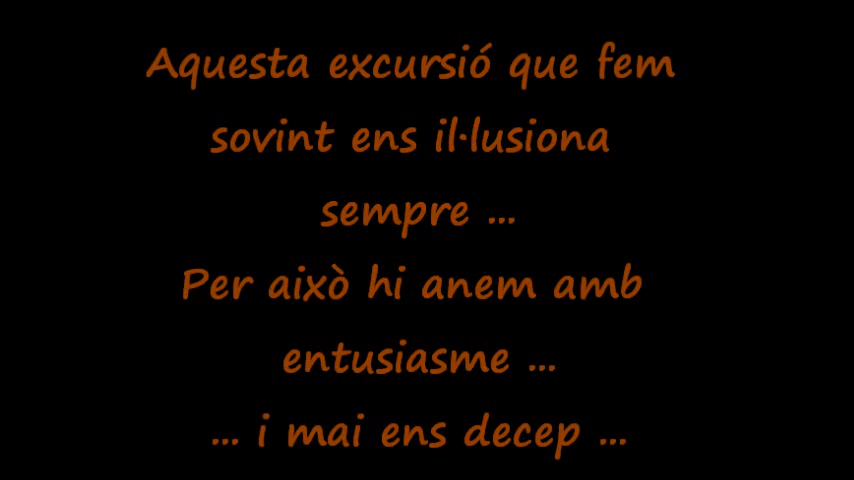 Aquesta excursió que fem
sovint ens il·lusiona
sempre ...
Per això hi anem amb
entusiasme ...
... i mai ens decep ...